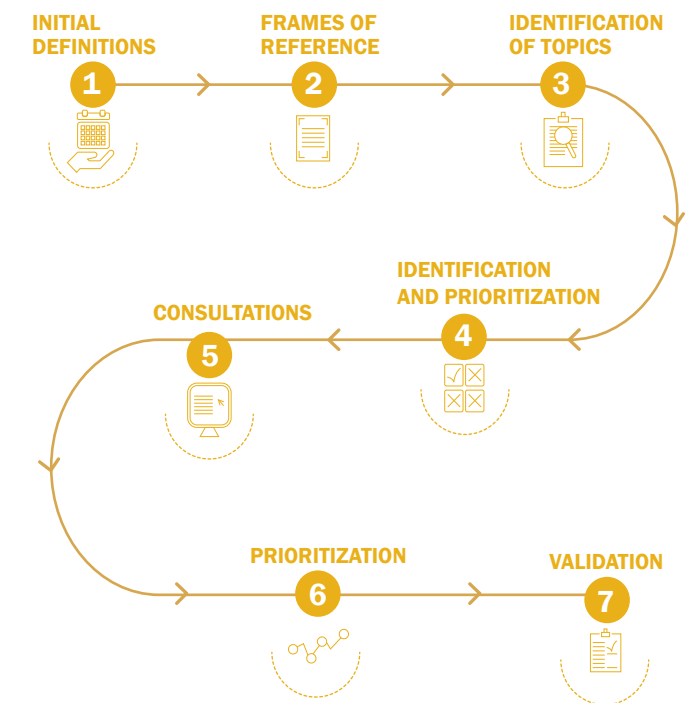 INITIAL
DEFINITIONS
1
FRAMES OF
REFERENCE
2
IDENTIFICATION
OF TOPICS
3
IDENTIFICATION
AND PRIORITIZATION
4
CONSULTATIONS
5
PRIORITIZATION
6
VALIDATION
7